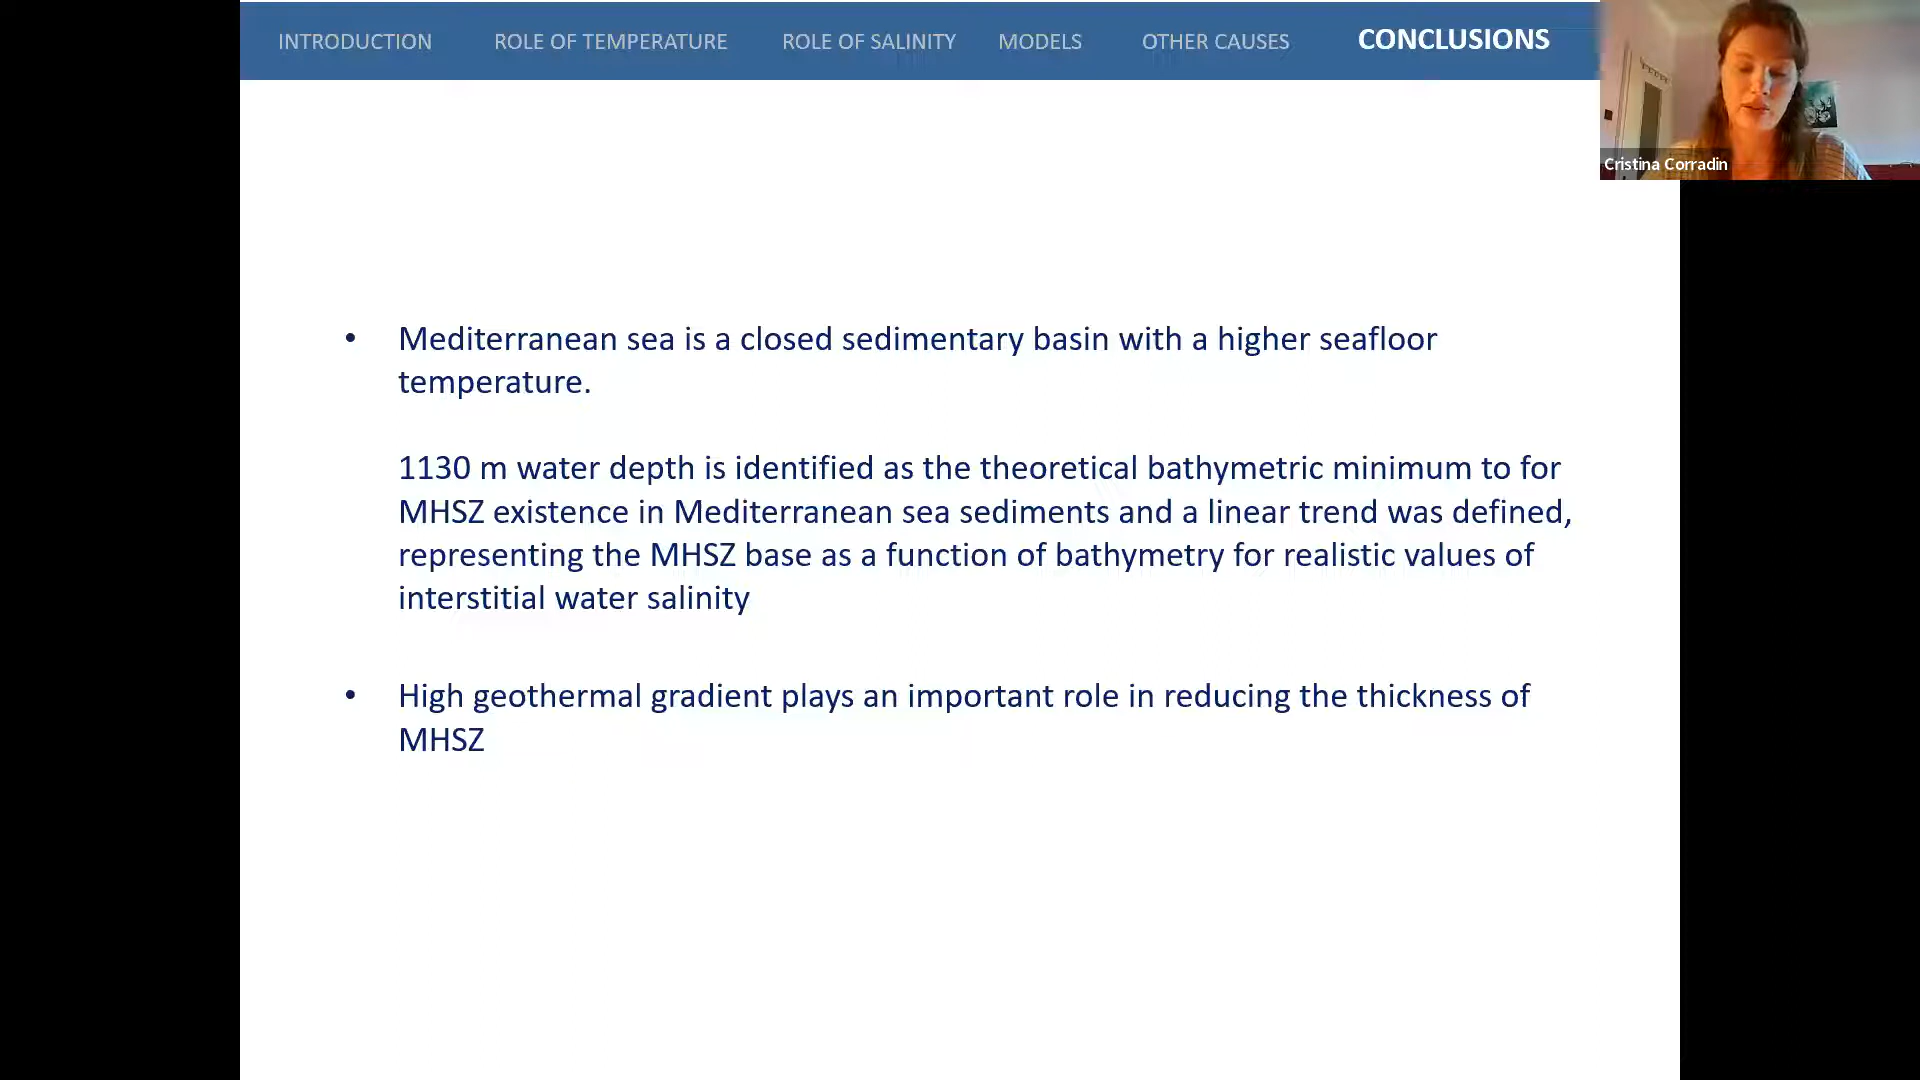 INTRODUCTION ROLE OF TEMPERATURE ROLE OF SALINITY MODELS OTHER CAUSES CONCLUSIONS
Cristina Corradin
• Mediterranean sea is a closed sedimentary basin with a higher seafloor
temperature.
1130 m water depth is identified as the theoretical bathymetric minimum to for
MHSZ existence in Mediterranean sea sediments and a linear trend was defined,
representing the MHSZ base as a function of bathymetry for realistic values of
interstitial water salinity
• High geothermal gradient plays an important role in reducing the thickness of
MHSZ